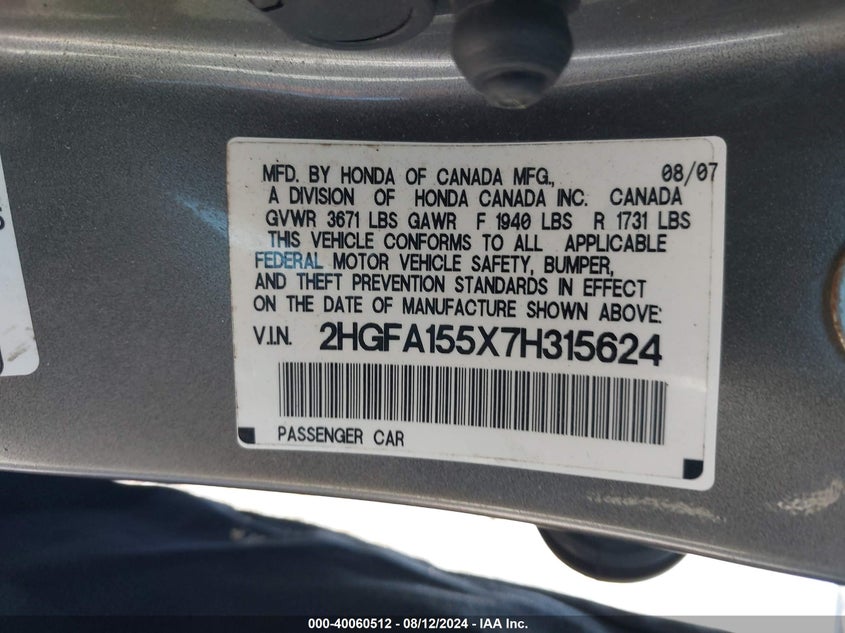 MFD. BY HONDA OF CANADA MFG., 08/07
A DIVISION OF HONDA CANADA INC. CANADA
GVWR 3671 LBS GAWR F 1940 LBS R 1731 LBS
THIS VEHICLE CONFORMS TO ALL APPLICABLE
FEDERAL MOTOR VEHICLE SAFETY, BUMPER,
AND THEFT PREVENTION STANDARDS IN EFFECT
ON THE DATE OF MANUFACTURE SHOWN ABOVE:
V.I.N. 2HGFA155X7H315624
PASSENGER CAR
000-40060512 - 08/12/2024 - IAA Inc.